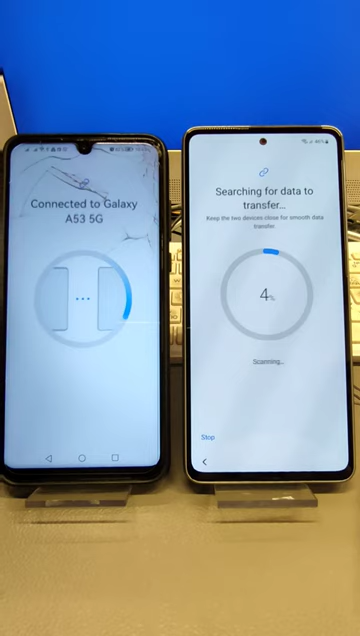 Connected to Galaxy
A53 5G
Searching for data to
transfer...
Keep the two devices close for smooth data
transfer.
4%
Scanning...
Stop